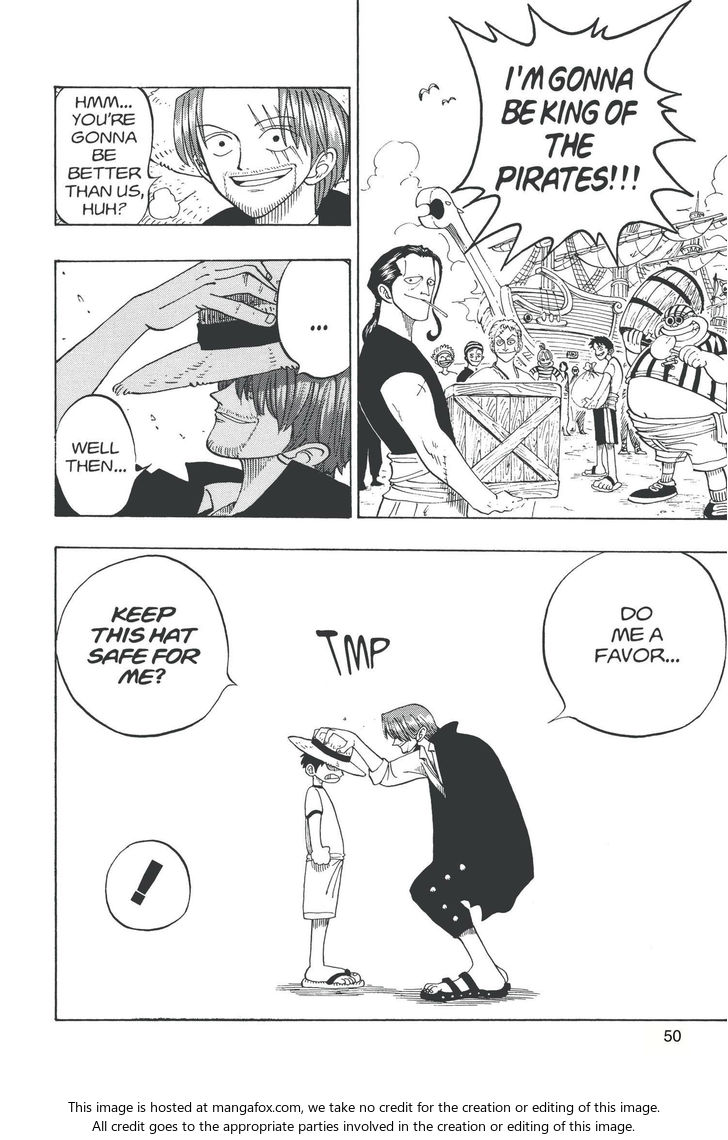 I'M GONNA
BE KING OF
THE
PIRATES!!!
HMM...
YOU'RE
GONNA
BE
BETTER
THAN US,
HUH?
...
WELL
THEN...
DO
ME A
FAVOR...
KEEP
THIS HAT
SAFE FOR
ME?
TMP
!
50
This image is hosted at mangafox.com, we take no credit for the creation or editing of this image.
All credit goes to the appropriate parties involved in the creation or editing of this image.